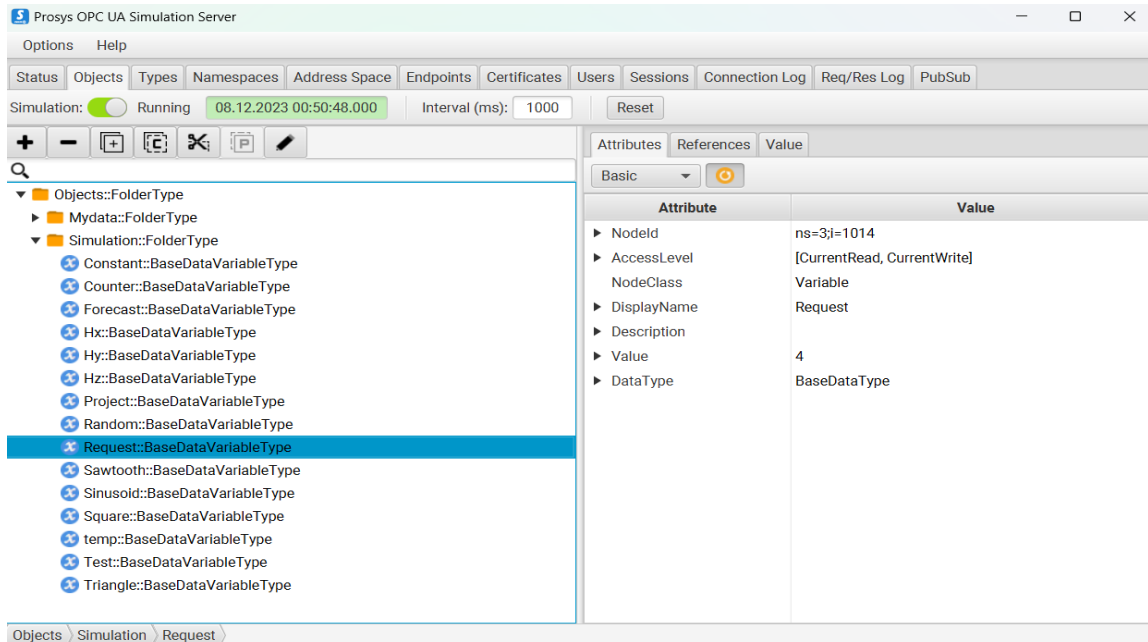 Prosys OPC UA Simulation Server
Options Help
Status Objects Types Namespaces Address Space Endpoints Certificates Users Sessions Connection Log Req/Res Log PubSub
Simulation: Running 08.12.2023 00:50:48.000 Interval (ms): 1000 Reset
Attributes References Value
Basic
Objects::FolderType
Mydata::FolderType
Simulation::FolderType
Constant::BaseDataVariableType
Counter::BaseDataVariableType
Forecast::BaseDataVariableType
Hx::BaseDataVariableType
Hy::BaseDataVariableType
Hz::BaseDataVariableType
Project::BaseDataVariableType
Random::BaseDataVariableType
Request::BaseDataVariableType
Sawtooth::BaseDataVariableType
Sinusoid::BaseDataVariableType
Square::BaseDataVariableType
temp::BaseDataVariableType
Test::BaseDataVariableType
Triangle::BaseDataVariableType
Attribute Value
NodeId ns=3;i=1014
AccessLevel [CurrentRead, CurrentWrite]
NodeClass Variable
DisplayName Request
Description
Value 4
DataType BaseDataType
Objects Simulation Request